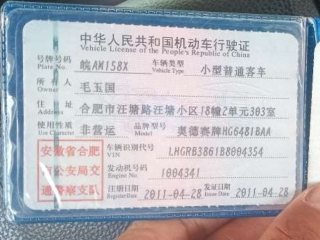 中华人民共和国机动车行驶证
Vehicle License of the People's Republic of China
号牌号码 皖AM158X 车辆类型 小型普通客车
Plate No. Vehicle Type
所有人 毛玉国
Owner
住址 合肥市汪塘路汪塘小区18幢2单元303室
Address
使用性质 非营运 品牌型号 奥德赛牌HG6481BAA
Use Character Model
安徽省合肥市公安局交通警察支队
车辆识别代号 LHGRB3861B8004354
VIN
发动机号码 1004341
Engine No.
注册日期 2011-04-28 发证日期 2011-04-28
Register Date Issue Date